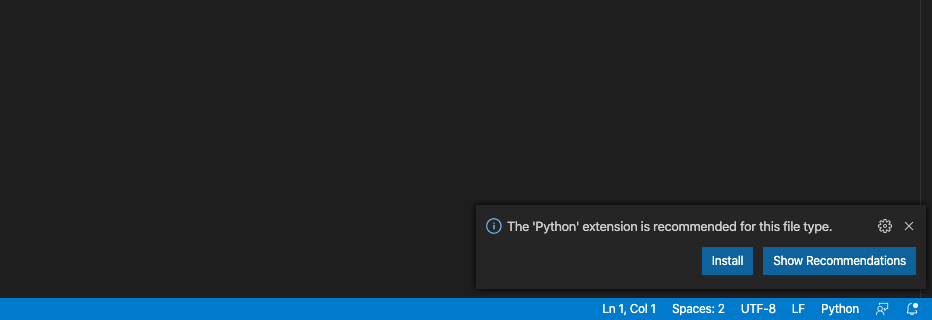 The 'Python' extension is recommended for this file type.
Install Show Recommendations
Ln 1, Col 1 Spaces: 2 UTF-8 LF Python